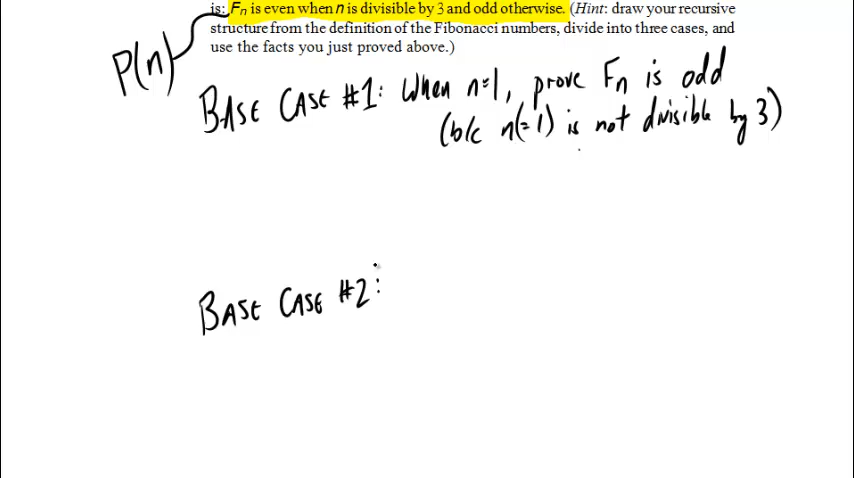 is: Fn is even when n is divisible by 3 and odd otherwise. (Hint: draw your recursive
structure from the definition of the Fibonacci numbers, divide into three cases, and
use the facts you just proved above.)
P(n)
BASE CASE #1: When n=1, prove Fn is odd
(b/c n(=1) is not divisible by 3)
BASE CASE #2: